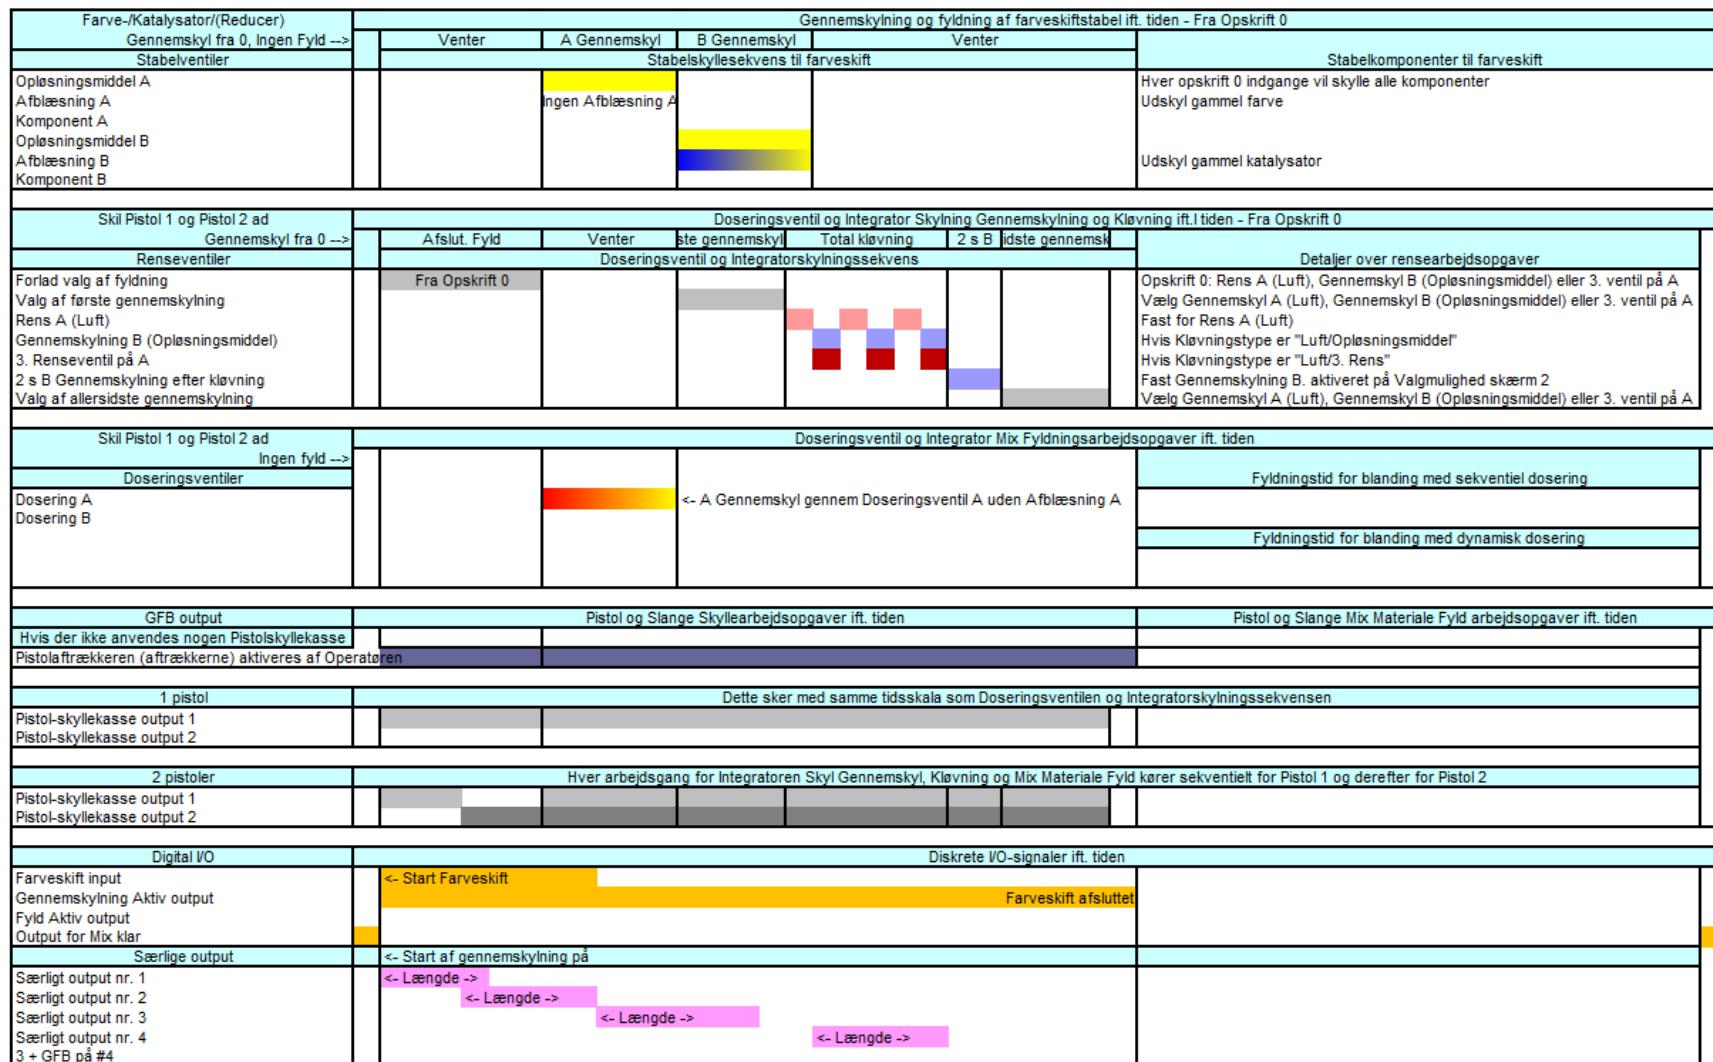 Farve-/Katalysator/(Reducer)
Gennemskylning og fyldning af farveskiftstabel ift. tiden - Fra Opskrift 0
Gennemskyl fra 0, Ingen Fyld -->
Venter
A Gennemskyl
B Gennemskyl
Venter
Stabelventiler
Stabelskyllesekvens til farveskift
Stabelkomponenter til farveskift
Opløsningsmiddel A
Hver opskrift 0 indgange vil skylle alle komponenter
Afblæsning A
Ingen Afblæsning A
Udskyl gammel farve
Komponent A
Opløsningsmiddel B
Afblæsning B
Udskyl gammel katalysator
Komponent B
Skil Pistol 1 og Pistol 2 ad
Doseringsventil og Integrator Skylning Gennemskylning og Kløvning ift.I tiden - Fra Opskrift 0
Gennemskyl fra 0 -->
Afslut. Fyld
Venter
ste gennemskyl
Total kløvning
2 s B
idste gennemsk
Renseventiler
Doseringsventil og Integratorskylningssekvens
Detaljer over rensearbejdsopgaver
Forlad valg af fyldning
Fra Opskrift 0
Opskrift 0: Rens A (Luft), Gennemskyl B (Opløsningsmiddel) eller 3. ventil på A
Valg af første gennemskylning
Vælg Gennemskyl A (Luft), Gennemskyl B (Opløsningsmiddel) eller 3. ventil på A
Rens A (Luft)
Fast for Rens A (Luft)
Gennemskylning B (Opløsningsmiddel)
Hvis Kløvningstype er "Luft/Opløsningsmiddel"
3. Renseventil på A
Hvis Kløvningstype er "Luft/3. Rens"
2 s B Gennemskylning efter kløvning
Fast Gennemskylning B. aktiveret på Valgmulighed skærm 2
Valg af allersidste gennemskylning
Vælg Gennemskyl A (Luft), Gennemskyl B (Opløsningsmiddel) eller 3. ventil på A
Skil Pistol 1 og Pistol 2 ad
Doseringsventil og Integrator Mix Fyldningsarbejdsopgaver ift. tiden
Ingen fyld -->
Doseringsventiler
Fyldningstid for blanding med sekventiel dosering
Dosering A
<- A Gennemskyl gennem Doseringsventil A uden Afblæsning A
Dosering B
Fyldningstid for blanding med dynamisk dosering
GFB output
Pistol og Slange Skyllearbejdsopgaver ift. tiden
Pistol og Slange Mix Materiale Fyld arbejdsopgaver ift. tiden
Hvis der ikke anvendes nogen Pistolskyllekasse
Pistolaftrækkeren (aftrækkerne) aktiveres af Operatøren
1 pistol
Dette sker med samme tidsskala som Doseringsventilen og Integratorskylningssekvensen
Pistol-skyllekasse output 1
Pistol-skyllekasse output 2
2 pistoler
Hver arbejdsgang for Integratoren Skyl Gennemskyl, Kløvning og Mix Materiale Fyld kører sekventielt for Pistol 1 og derefter for Pistol 2
Pistol-skyllekasse output 1
Pistol-skyllekasse output 2
Digital I/O
Diskrete I/O-signaler ift. tiden
Farveskift input
<- Start Farveskift
Gennemskylning Aktiv output
Farveskift afsluttet
Fyld Aktiv output
Output for Mix klar
Særlige output
<- Start af gennemskylning på
Særligt output nr. 1
<- Længde ->
Særligt output nr. 2
<- Længde ->
Særligt output nr. 3
<- Længde ->
Særligt output nr. 4
<- Længde ->
3 + GFB på #4